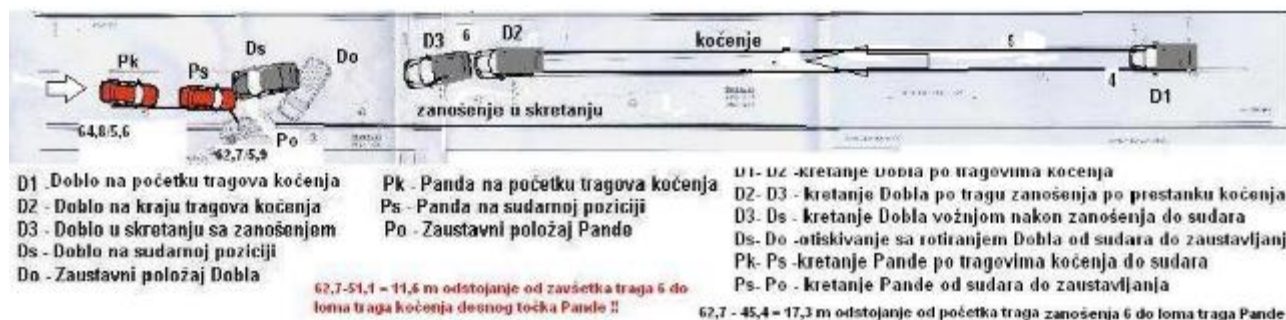 Pk
Ps
Ds
Do
D3
6
D2
kočenje
5
4
D1
zanošenje u skretanju
64,8/5,6
62,7/5,9
Po
3
D1 - Doblo na početku tragova kočenja
D2 - Doblo na kraju tragova kočenja
D3 - Doblo u skretanju sa zanošenjem
Ds - Doblo na sudarnoj poziciji
Do - Zaustavni položaj Dobla
Pk - Panda na početku tragova kočenja
Ps - Panda na sudarnoj poziciji
Po - Zaustavni položaj Pande
D1- D2 -kretanje Dobla po tragovima kočenja
D2- D3 - kretanje Dobla po tragu zanošenja po prestanku kočenja
D3- Ds - kretanje Dobla vožnjom nakon zanošenja do sudara
Ds- Do -otiskivanje sa rotiranjem Dobla od sudara do zaustavljanj
Pk- Ps -kretanje Pande po tragovima kočenja do sudara
Ps- Po - kretanje Pande od sudara do zaustavljanja
62,7-51,1 = 11,6 m odstojanje od zavšetka traga 6 do
loma traga kočenja desnog točka Pande !!
62,7 - 45,4 = 17,3 m odstojanje od početka traga zanošenja 6 do loma traga Pande